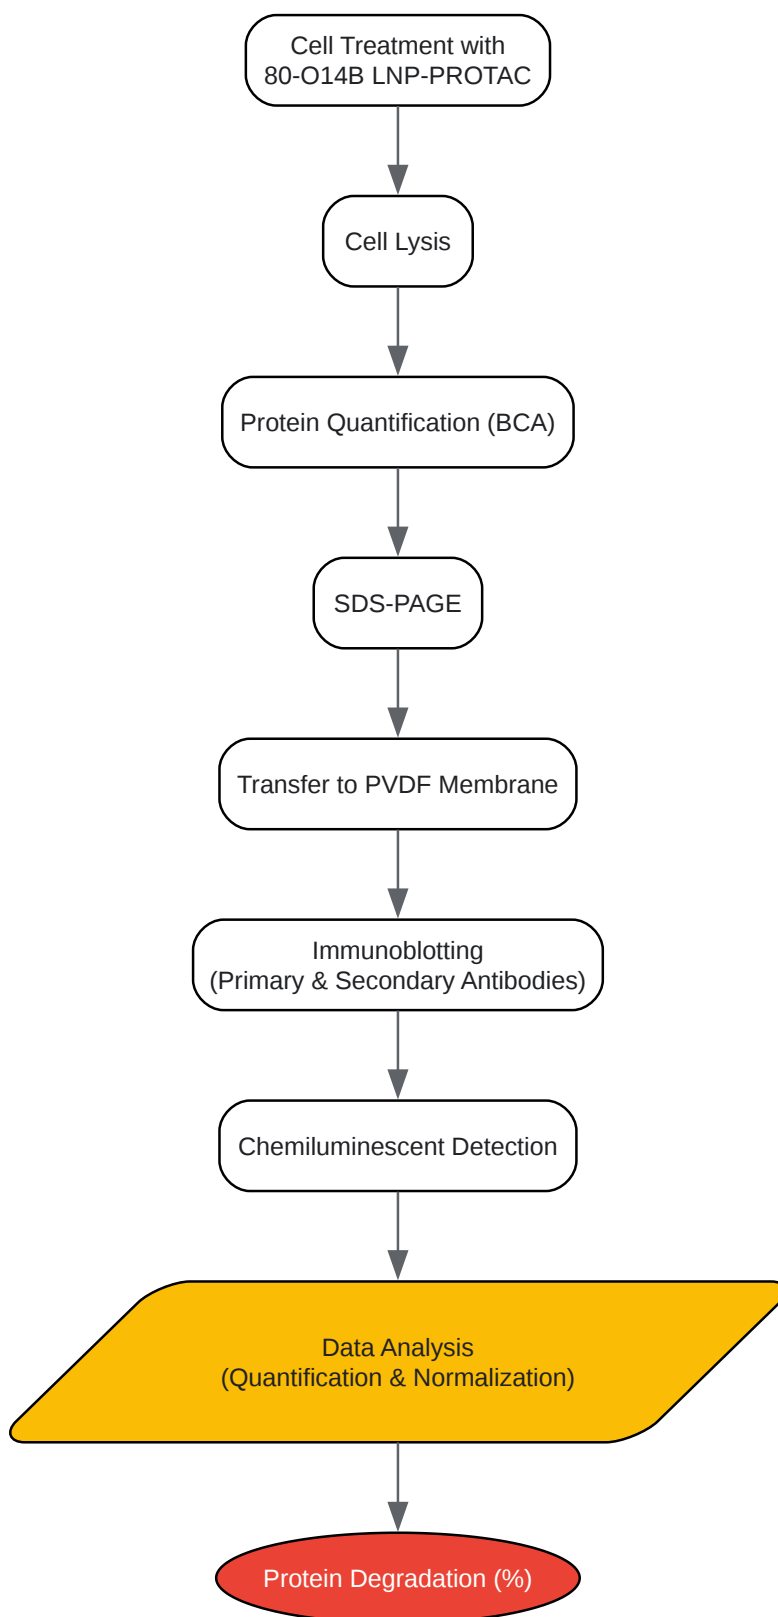 Cell Treatment with
80-O14B LNP-PROTAC
Cell Lysis
Protein Quantification (BCA)
SDS-PAGE
Transfer to PVDF Membrane
Immunoblotting
(Primary & Secondary Antibodies)
Chemiluminescent Detection
Data Analysis
(Quantification & Normalization)
Protein Degradation (%)